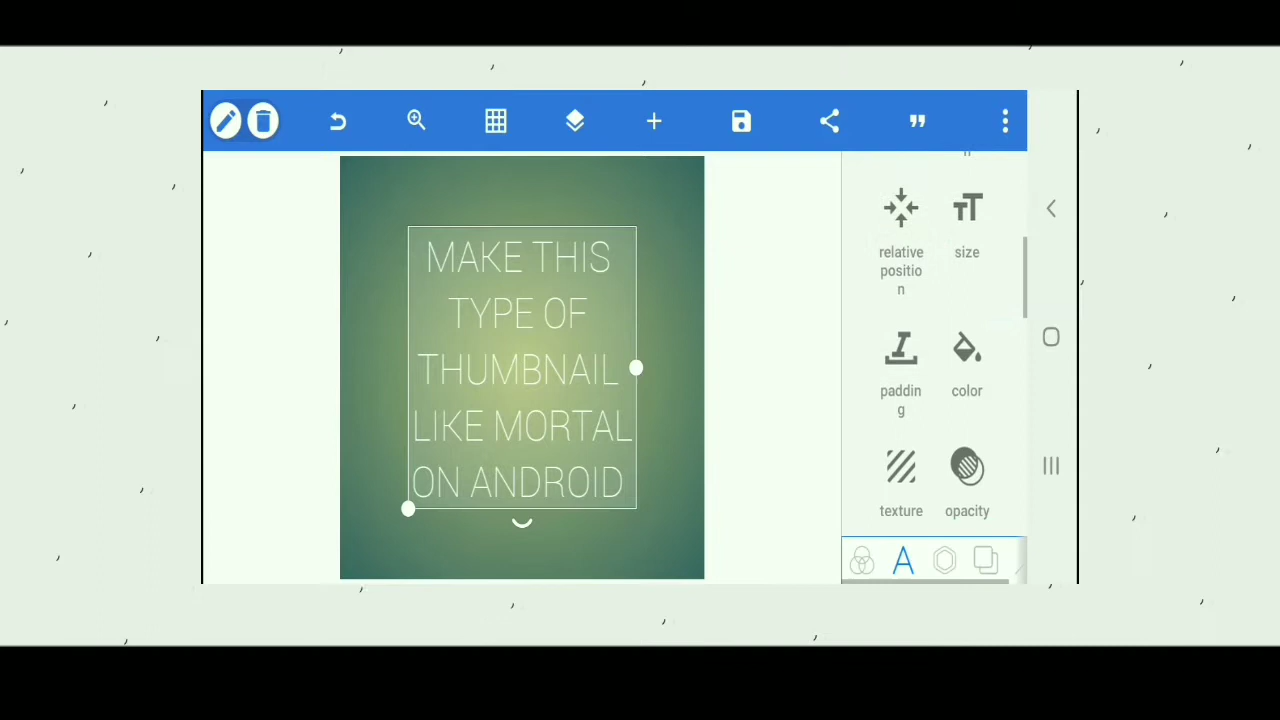 MAKE THIS
TYPE OF
THUMBNAIL
LIKE MORTAL
ON ANDROID
relative
positio
n
size
paddin
g
color
texture
opacity